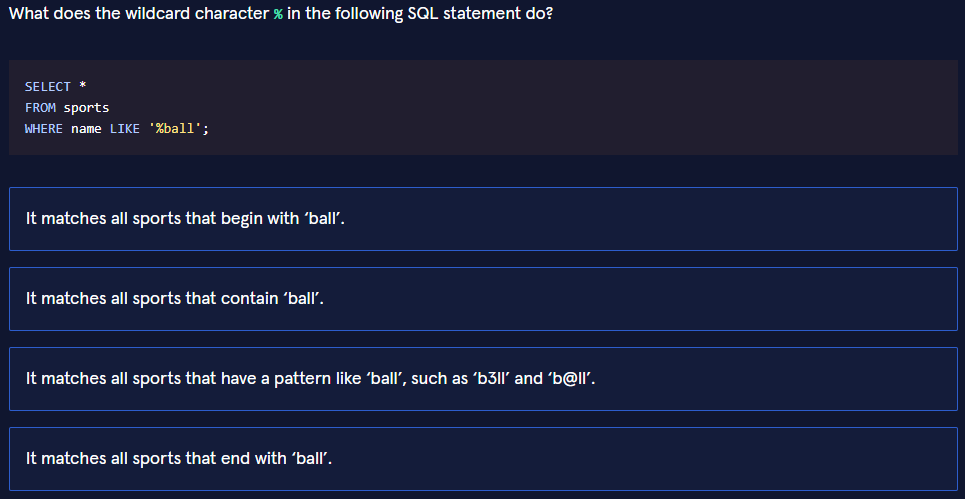 What does the wildcard character % in the following SQL statement do?
SELECT *
FROM sports
WHERE name LIKE '%ball';
It matches all sports that begin with ‘ball’.
It matches all sports that contain ‘ball’.
It matches all sports that have a pattern like ‘ball’, such as ‘b3ll’ and ‘b@ll’.
It matches all sports that end with ‘ball’.